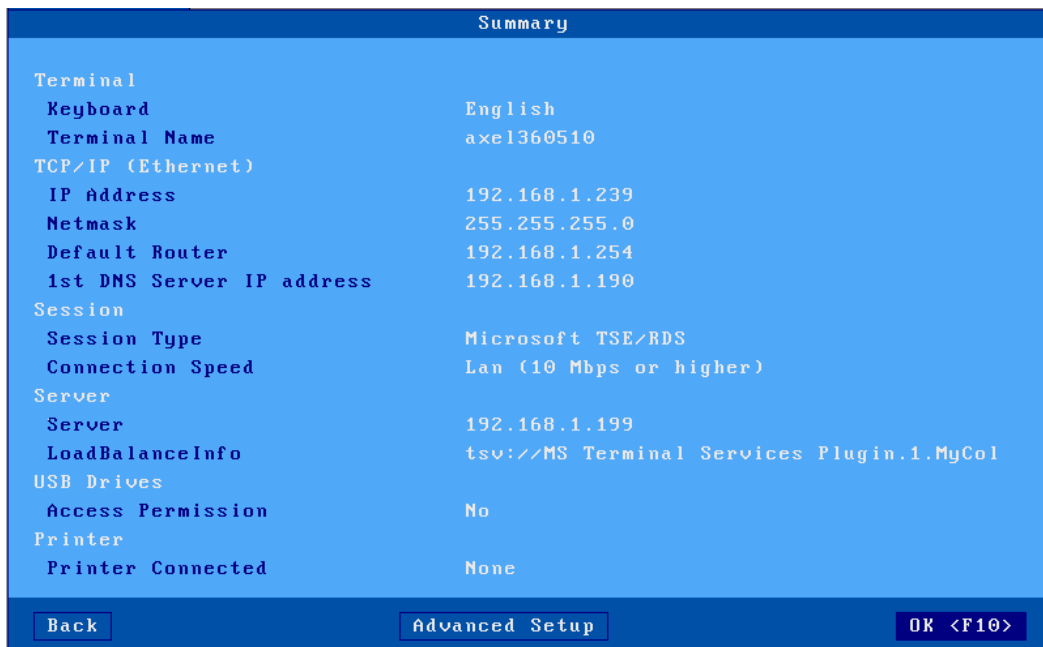 Summary
Terminal
Keyboard English
Terminal Name axel360510
TCP/IP (Ethernet)
IP Address 192.168.1.239
Netmask 255.255.255.0
Default Router 192.168.1.254
1st DNS Server IP address 192.168.1.190
Session
Session Type Microsoft TSE/RDS
Connection Speed Lan (10 Mbps or higher)
Server
Server 192.168.1.199
LoadBalanceInfo tsv://MS Terminal Services Plugin.1.MyCol
USB Drives
Access Permission No
Printer
Printer Connected None
Back Advanced Setup OK <F10>